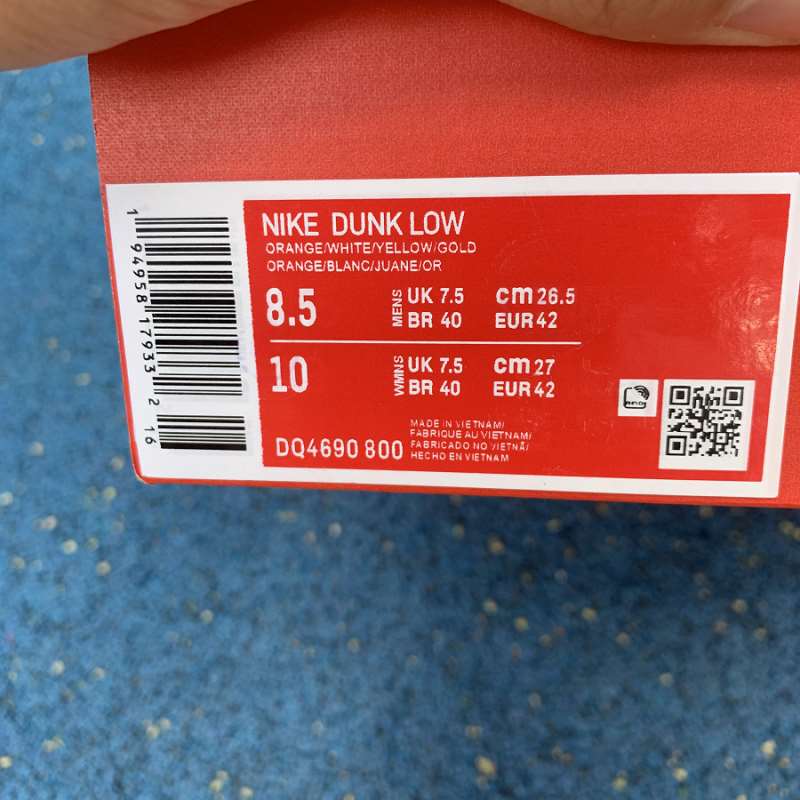 NIKE DUNK LOW
ORANGE/WHITE/YELLOW/GOLD
ORANGE/BLANC/JUANE/OR
8.5
MENS
UK 7.5 cm 26.5
BR 40 EUR 42
10
WMNS
UK 7.5 cm 27
BR 40 EUR 42
DQ4690 800
MADE IN VIETNAM/
FABRIQUE AU VIETNAM/
FABRICADO NO VIETNÃ/
HECHO EN VIETNAM
1 94958 17933 2 16